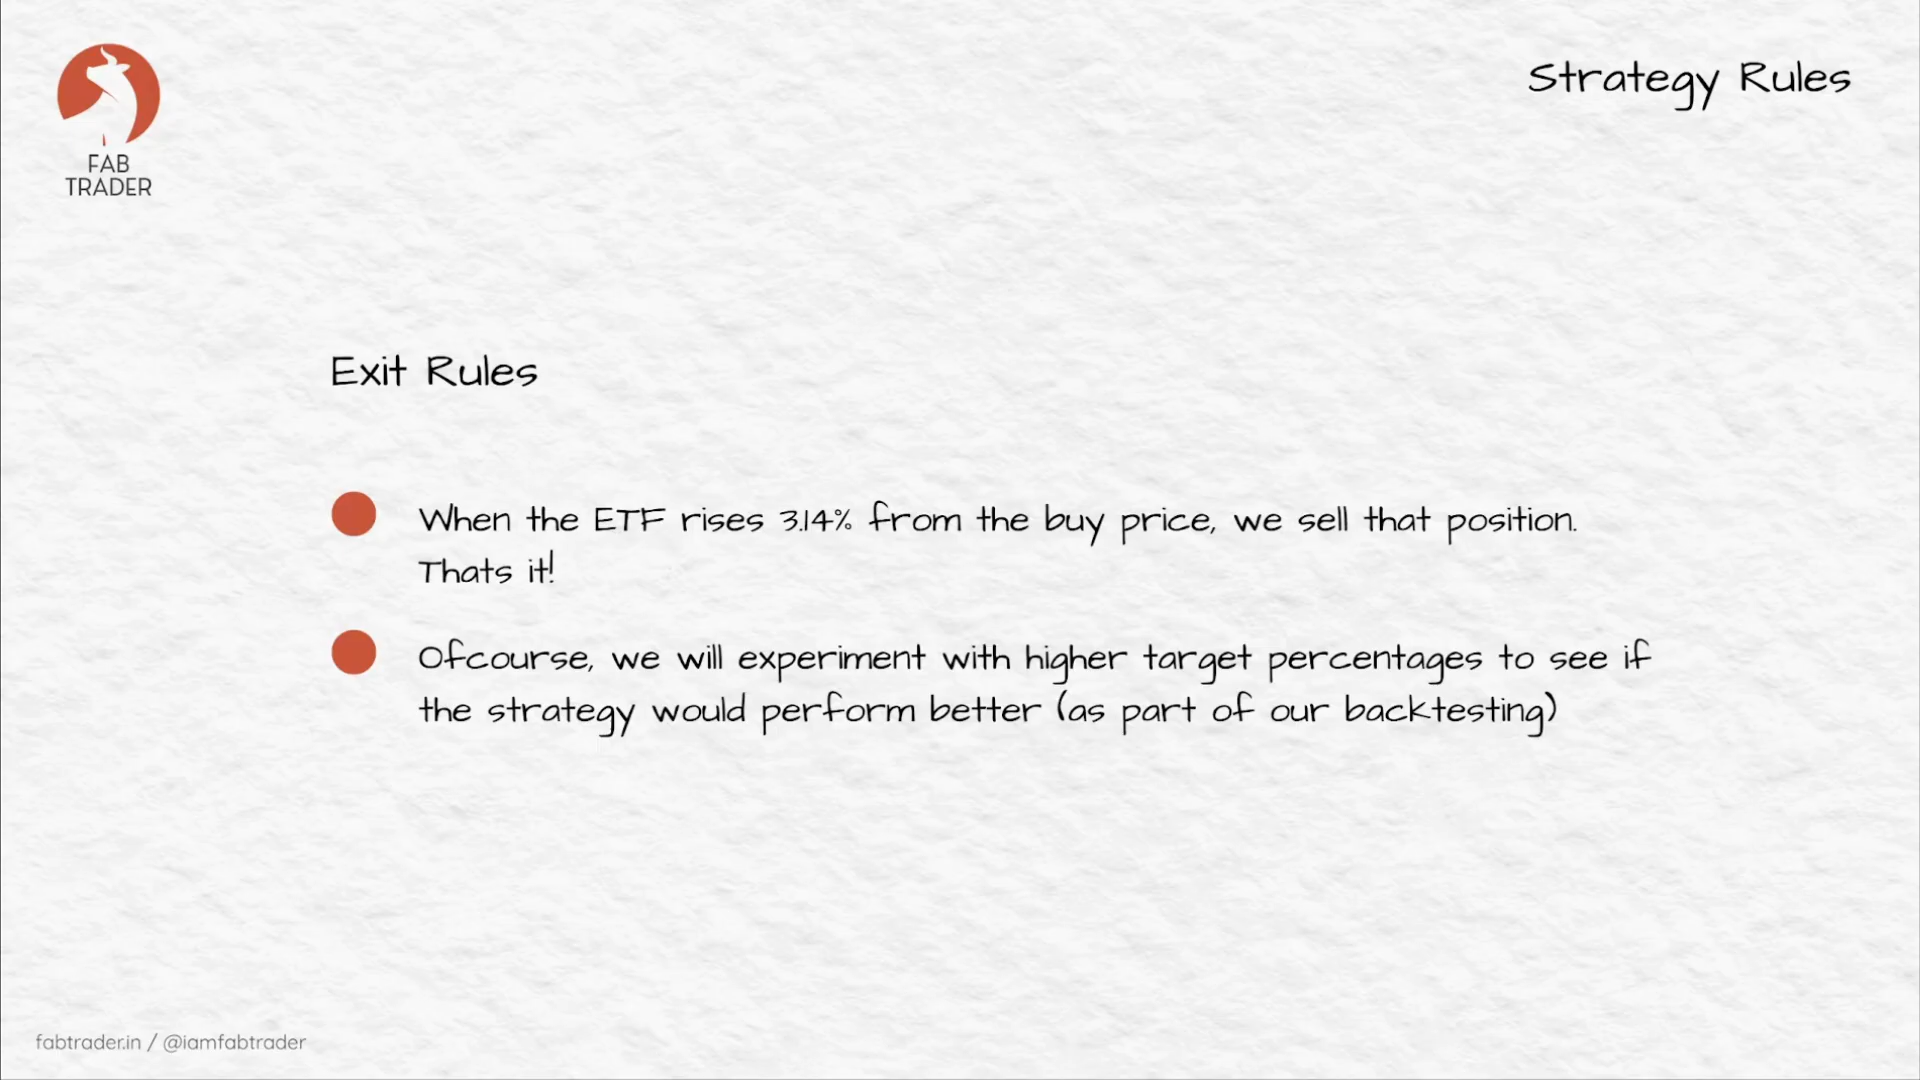 FAB
TRADER
Strategy Rules
Exit Rules
When the ETF rises 3.14% from the buy price, we sell that position.
Thats it!
Ofcourse, we will experiment with higher target percentages to see if
the strategy would perform better (as part of our backtesting)
fabtrader.in / @iamfabtrader